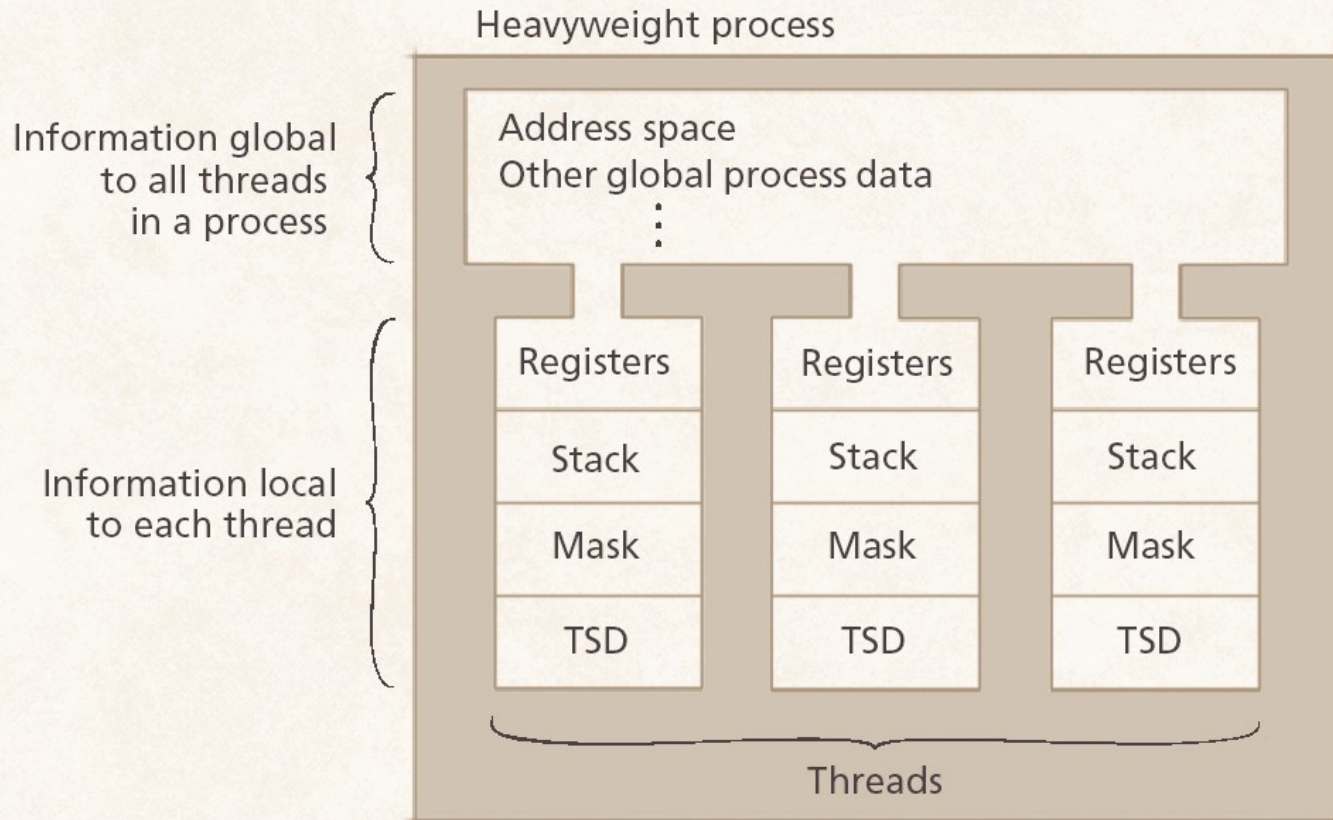 Heavyweight process
Information global
to all threads
in a process
Address space
Other global process data
Registers
Registers
Registers
Stack
Stack
Stack
Information local
to each thread
Mask
Mask
Mask
TSD
TSD
TSD
Threads